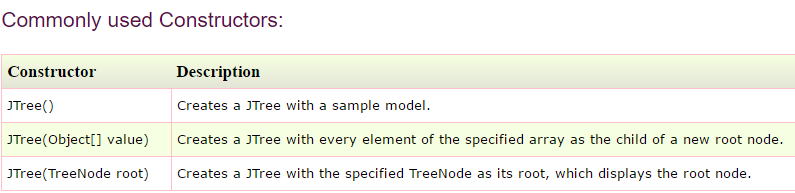 Commonly used Constructors:
Constructor Description
JTree() Creates a JTree with a sample model.
JTree(Object[] value) Creates a JTree with every element of the specified array as the child of a new root node.
JTree(TreeNode root) Creates a JTree with the specified TreeNode as its root, which displays the root node.